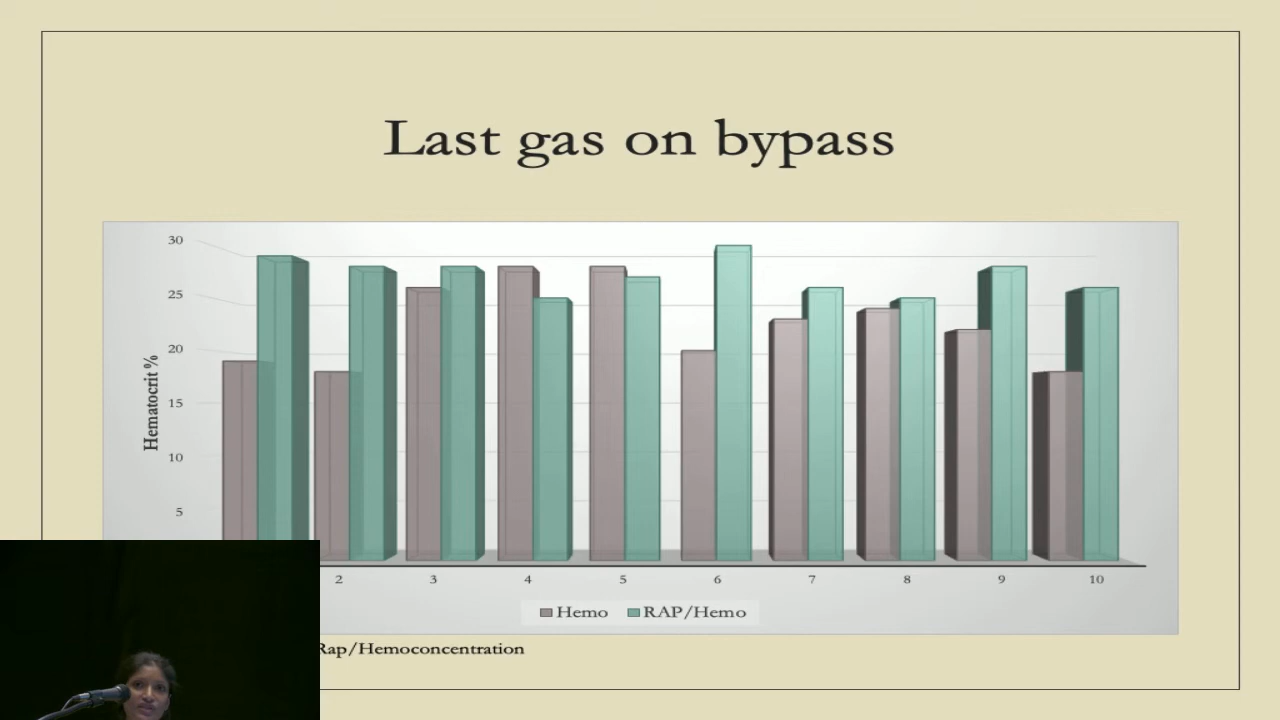 Last gas on bypass
30
25
20
15
10
5
Hematocrit %
2 3 4 5 6 7 8 9 10
Hemo RAP/Hemo
Rap/Hemoconcentration